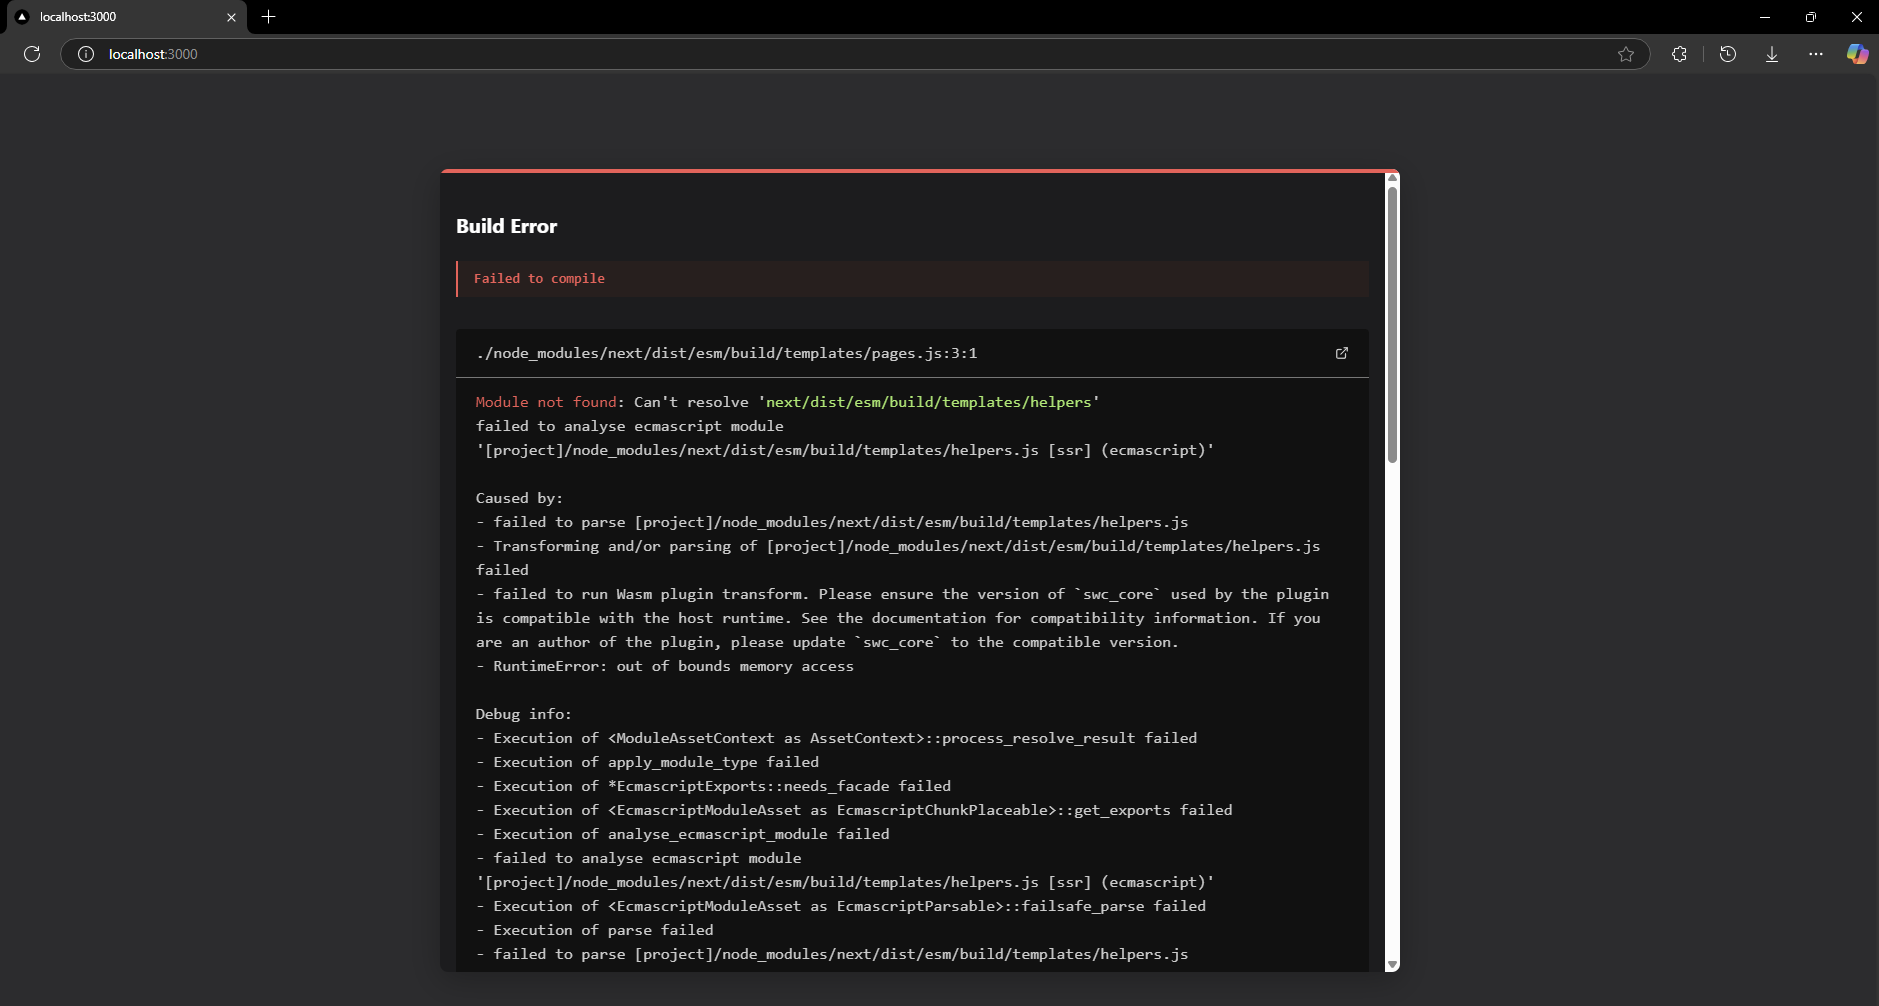 localhost:3000
localhost:3000
Build Error
Failed to compile
./node_modules/next/dist/esm/build/templates/pages.js:3:1
Module not found: Can't resolve 'next/dist/esm/build/templates/helpers'
failed to analyse ecmascript module
'[project]/node_modules/next/dist/esm/build/templates/helpers.js [ssr] (ecmascript)'
Caused by:
- failed to parse [project]/node_modules/next/dist/esm/build/templates/helpers.js
- Transforming and/or parsing of [project]/node_modules/next/dist/esm/build/templates/helpers.js
failed
- failed to run Wasm plugin transform. Please ensure the version of `swc_core` used by the plugin
is compatible with the host runtime. See the documentation for compatibility information. If you
are an author of the plugin, please update `swc_core` to the compatible version.
- RuntimeError: out of bounds memory access
Debug info:
- Execution of <ModuleAssetContext as AssetContext>::process_resolve_result failed
- Execution of apply_module_type failed
- Execution of *EcmascriptExports::needs_facade failed
- Execution of <EcmascriptModuleAsset as EcmascriptChunkPlaceable>::get_exports failed
- Execution of analyse_ecmascript_module failed
- failed to analyse ecmascript module
'[project]/node_modules/next/dist/esm/build/templates/helpers.js [ssr] (ecmascript)'
- Execution of <EcmascriptModuleAsset as EcmascriptParsable>::failsafe_parse failed
- Execution of parse failed
- failed to parse [project]/node_modules/next/dist/esm/build/templates/helpers.js